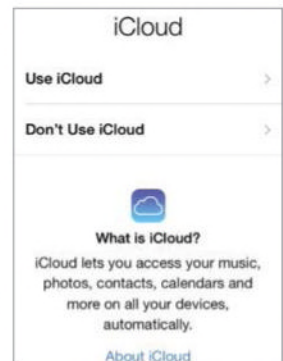 iCloud
Use iCloud
Don't Use iCloud
What is iCloud?
iCloud lets you access your music,
photos, contacts, calendars and
more on all your devices,
automatically.
About iCloud